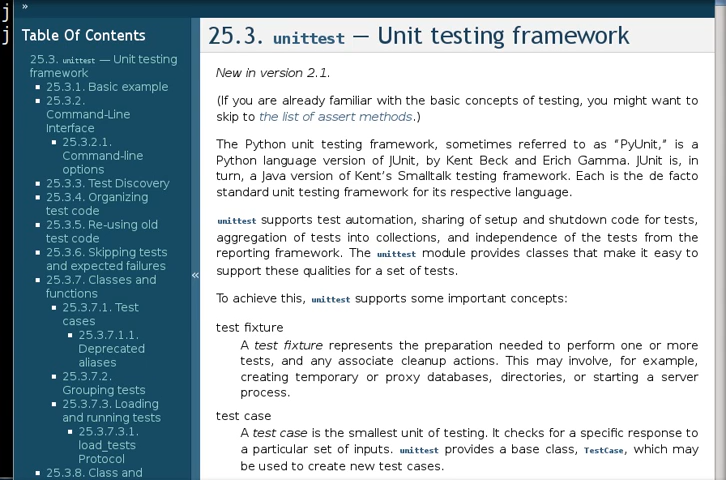 j
j
»
Table Of Contents
25.3. unittest — Unit testing
framework
25.3.1. Basic example
25.3.2.
Command-Line
Interface
25.3.2.1.
Command-line
options
25.3.3. Test Discovery
25.3.4. Organizing
test code
25.3.5. Re-using old
test code
25.3.6. Skipping tests
and expected failures
25.3.7. Classes and
functions
25.3.7.1. Test
cases
25.3.7.1.1.
Deprecated
aliases
25.3.7.2.
Grouping tests
25.3.7.3. Loading
and running tests
25.3.7.3.1.
load_tests
Protocol
25.3.8. Class and
«
25.3. unittest — Unit testing framework
New in version 2.1.
(If you are already familiar with the basic concepts of testing, you might want to
skip to the list of assert methods.)
The Python unit testing framework, sometimes referred to as “PyUnit,” is a
Python language version of JUnit, by Kent Beck and Erich Gamma. JUnit is, in
turn, a Java version of Kent’s Smalltalk testing framework. Each is the de facto
standard unit testing framework for its respective language.
unittest supports test automation, sharing of setup and shutdown code for tests,
aggregation of tests into collections, and independence of the tests from the
reporting framework. The unittest module provides classes that make it easy to
support these qualities for a set of tests.
To achieve this, unittest supports some important concepts:
test fixture
A test fixture represents the preparation needed to perform one or more
tests, and any associate cleanup actions. This may involve, for example,
creating temporary or proxy databases, directories, or starting a server
process.
test case
A test case is the smallest unit of testing. It checks for a specific response to
a particular set of inputs. unittest provides a base class, TestCase, which may
be used to create new test cases.